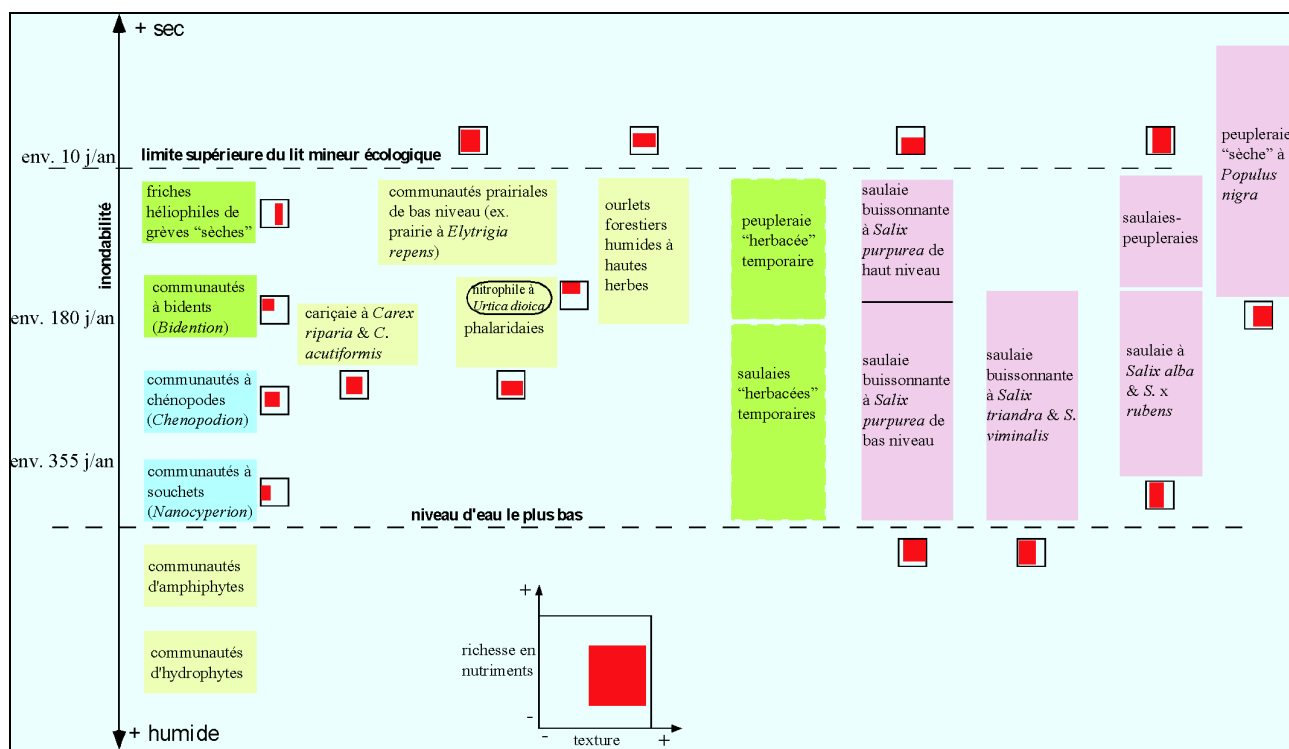 + sec
inondabilité
env. 10 j/an
env. 180 j/an
env. 355 j/an
+ humide
limite supérieure du lit mineur écologique
friches
héliophiles de
grèves "sèches"
communautés
à bidents
(Bidention)
communautés à
chénopodes
(Chenopodion)
communautés à
souchets
(Nanocyperion)
communautés
d'amphiphytes
communautés
d'hydrophytes
cariçaie à Carex
riparia & C.
acutiformis
communautés prairiales
de bas niveau (ex.
prairie à Elytrigia
repens)
nitrophile à
Urtica dioica
phalaridaies
ourlets
forestiers
humides à
hautes
herbes
peupleraie
"herbacée"
temporaire
saulaies
"herbacées"
temporaires
saulaie
buissonnante
à Salix
purpurea de
haut niveau
saulaie
buissonnante
à Salix
purpurea de
bas niveau
saulaie
buissonnante
à Salix
triandra & S.
viminalis
saulaies-
peupleraies
saulaie à
Salix alba
& S. x
rubens
peupleraie
"sèche" à
Populus
nigra
niveau d'eau le plus bas
+
richesse en
nutriments
-
- texture +